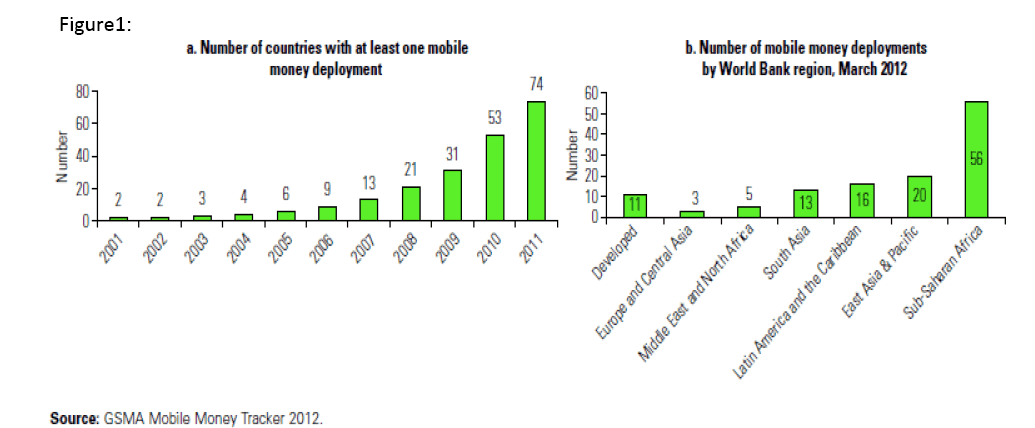 Figure1:
a. Number of countries with at least one mobile
money deployment
Number
80
60
40
20
0
2
2
3
4
6
9
13
21
31
53
74
2001
2002
2003
2004
2005
2006
2007
2008
2009
2010
2011
b. Number of mobile money deployments
by World Bank region, March 2012
Number
60
50
40
30
20
10
0
11
3
5
13
16
20
56
Developed
Europe and Central Asia
Middle East and North Africa
South Asia
Latin America and the Caribbean
East Asia & Pacific
Sub-Saharan Africa
Source: GSMA Mobile Money Tracker 2012.